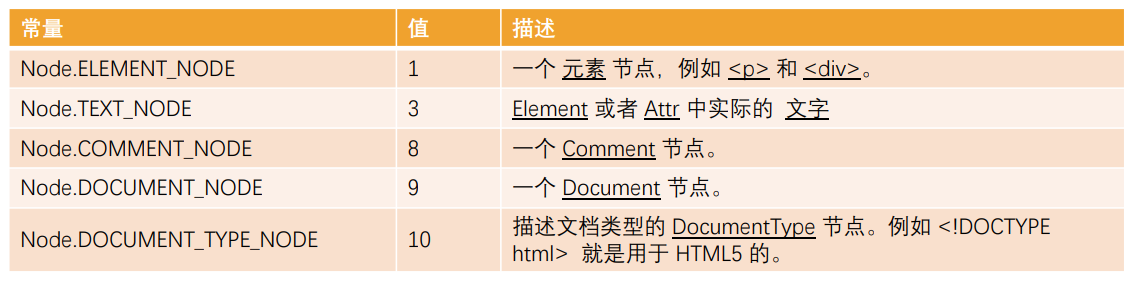 常量 值 描述
Node.ELEMENT_NODE 1 一个 元素 节点，例如 <p> 和 <div>。
Node.TEXT_NODE 3 Element 或者 Attr 中实际的 文字
Node.COMMENT_NODE 8 一个 Comment 节点。
Node.DOCUMENT_NODE 9 一个 Document 节点。
Node.DOCUMENT_TYPE_NODE 10 描述文档类型的 DocumentType 节点。例如 <!DOCTYPE
html> 就是用于 HTML5 的。